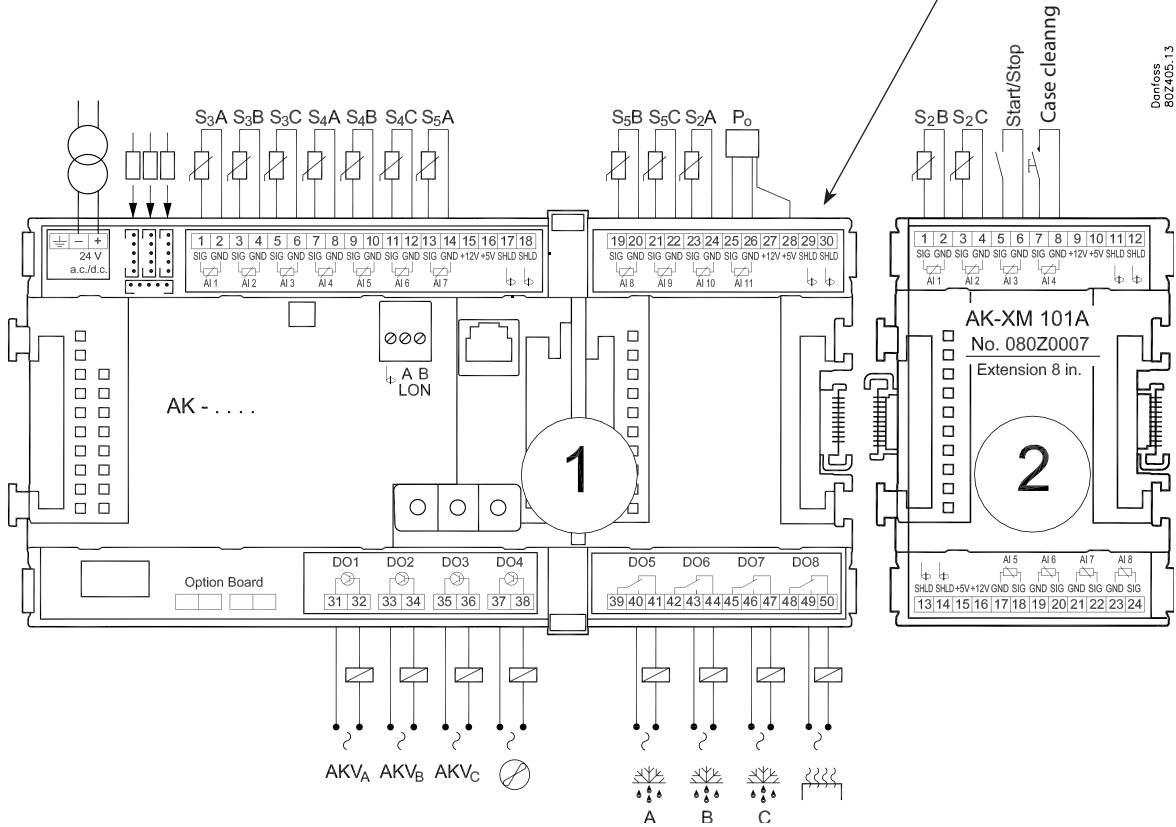 Danfoss
80Z405.13
Start/Stop
Case cleanng
S3A S3B S3C S4A S4B S4C S5A
S5B S5C S2A Po
S2B S2C
– +
24 V
a.c./d.c.
1 2 3 4 5 6 7 8 9 10 11 12 13 14 15 16 17 18
SIG GND SIG GND SIG GND SIG GND SIG GND SIG GND SIG GND +12V +5V SHLD SHLD
AI 1 AI 2 AI 3 AI 4 AI 5 AI 6 AI 7
19 20 21 22 23 24 25 26 27 28 29 30
SIG GND SIG GND SIG GND SIG GND +12V +5V SHLD SHLD
AI 8 AI 9 AI 10 AI 11
1 2 3 4 5 6 7 8 9 10 11 12
SIG GND SIG GND SIG GND SIG GND +12V +5V SHLD SHLD
AI 1 AI 2 AI 3 AI 4
A B
LON
AK - . . . .
1
AK-XM 101A
No. 080Z0007
Extension 8 in.
2
Option Board
DO1 DO2 DO3 DO4
31 32 33 34 35 36 37 38
DO5 DO6 DO7 DO8
39 40 41 42 43 44 45 46 47 48 49 50
AI 5 AI 6 AI 7 AI 8
SHLD SHLD +5V +12V GND SIG GND SIG GND SIG GND SIG
13 14 15 16 17 18 19 20 21 22 23 24
AKVA AKVB AKVC
A B C